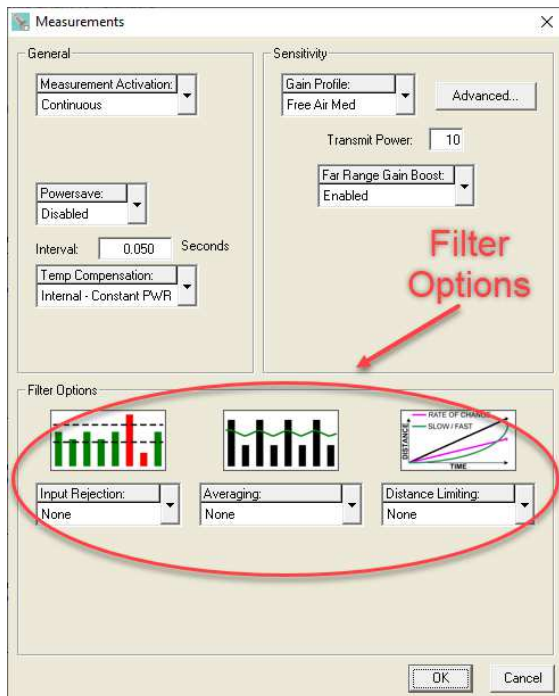 Measurements
General
Measurement Activation:
Continuous
Powersave:
Disabled
Interval: 0.050 Seconds
Temp Compensation:
Internal - Constant PWR
Sensitivity
Gain Profile:
Free Air Med
Advanced...
Transmit Power: 10
Far Range Gain Boost:
Enabled
Filter
Options
Filter Options
RATE OF CHANGE
SLOW / FAST
DISTANCE
TIME
Input Rejection:
None
Averaging:
None
Distance Limiting:
None
OK
Cancel